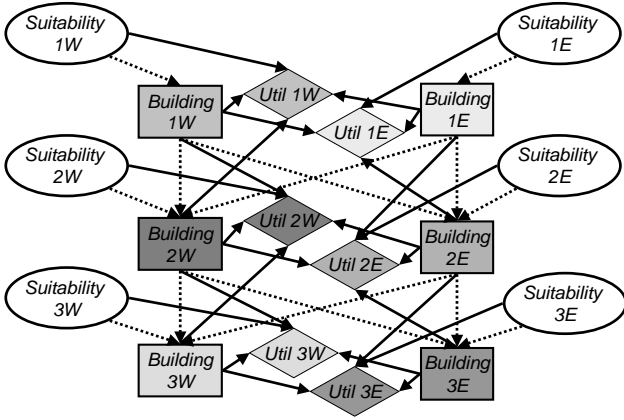 Suitability
1W
Suitability
1E
Util 1W
Building
1W
Building
1E
Util 1E
Suitability
2W
Suitability
2E
Util 2W
Building
2W
Building
2E
Util 2E
Suitability
3W
Suitability
3E
Util 3W
Building
3W
Building
3E
Util 3E